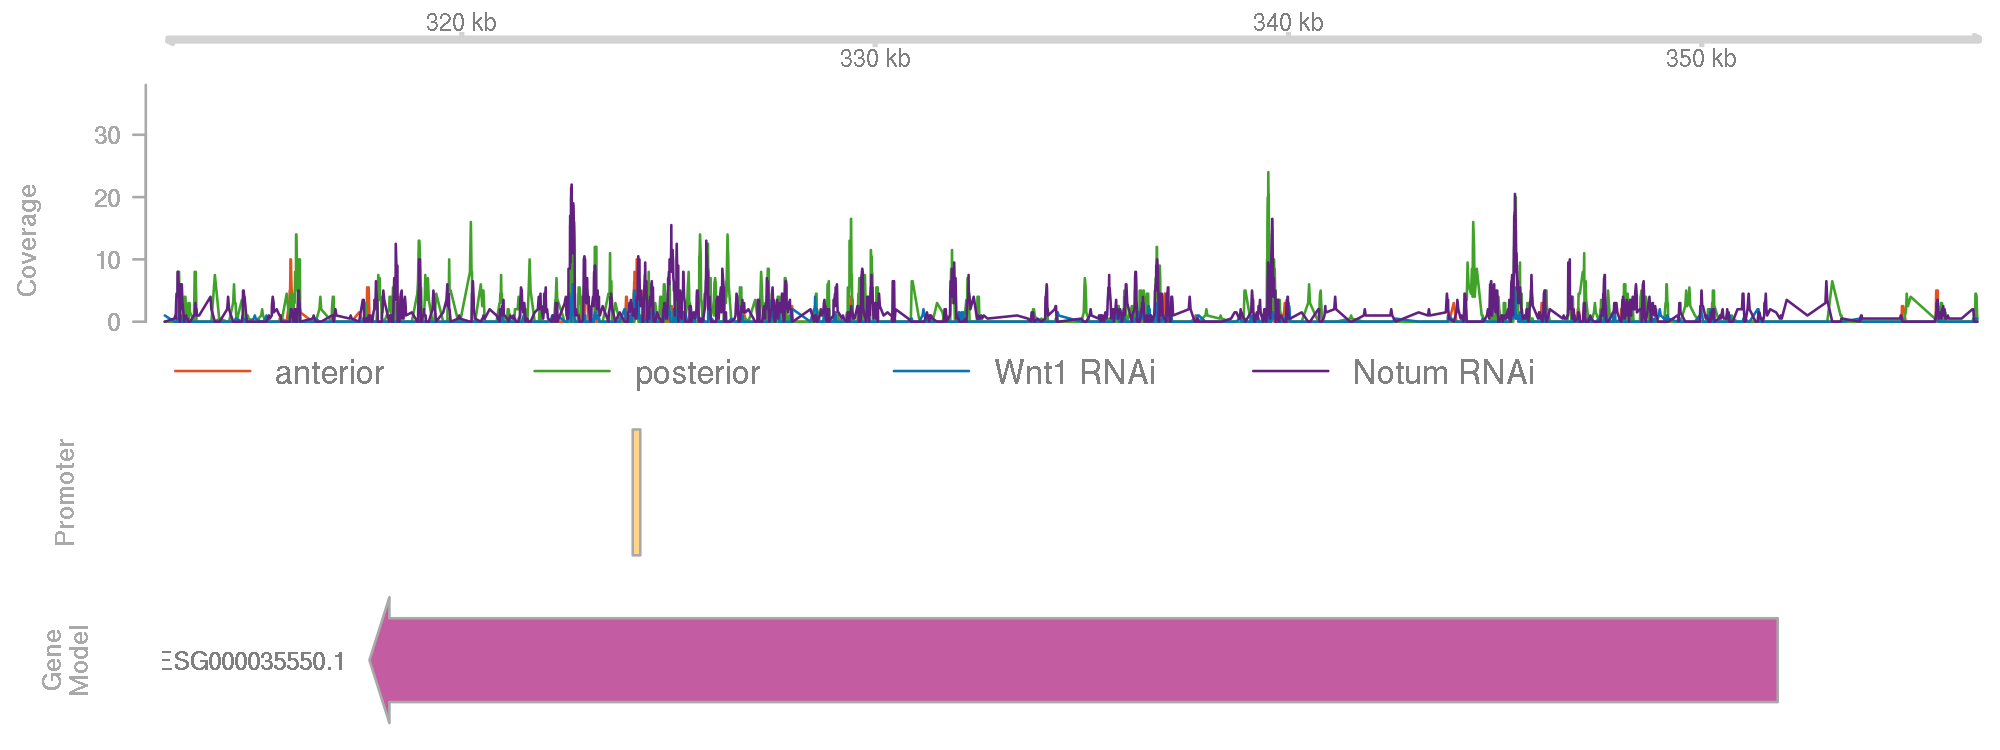 320 kb
340 kb
330 kb
350 kb
Coverage
30
20
10
0
anterior
posterior
Wnt1 RNAi
Notum RNAi
Promoter
0
Gene
Model
ESG000035550.1